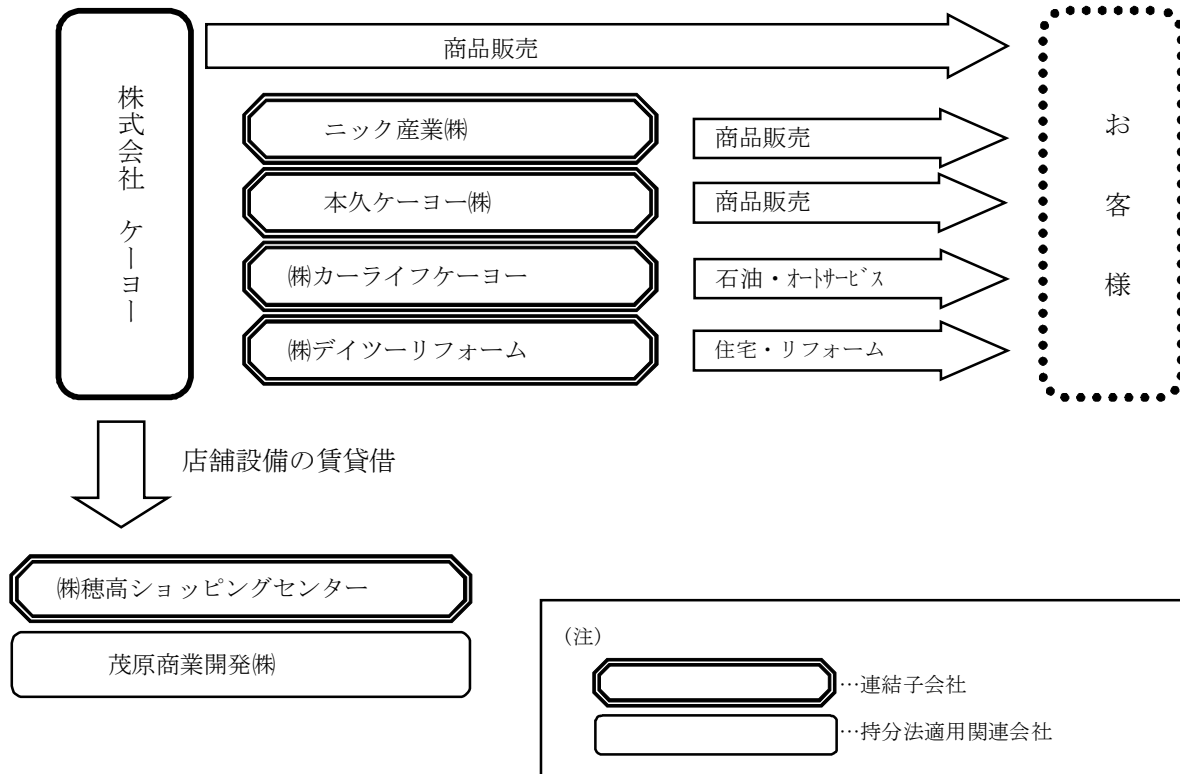 株式会社 ケーヨー
商品販売
ニック産業㈱
商品販売
本久ケーヨー㈱
商品販売
㈱カーライフケーヨー
石油・オートサービス
㈱デイツーリフォーム
住宅・リフォーム
お客様
店舗設備の賃貸借
㈱穂高ショッピングセンター
茂原商業開発㈱
(注)
…連結子会社
…持分法適用関連会社